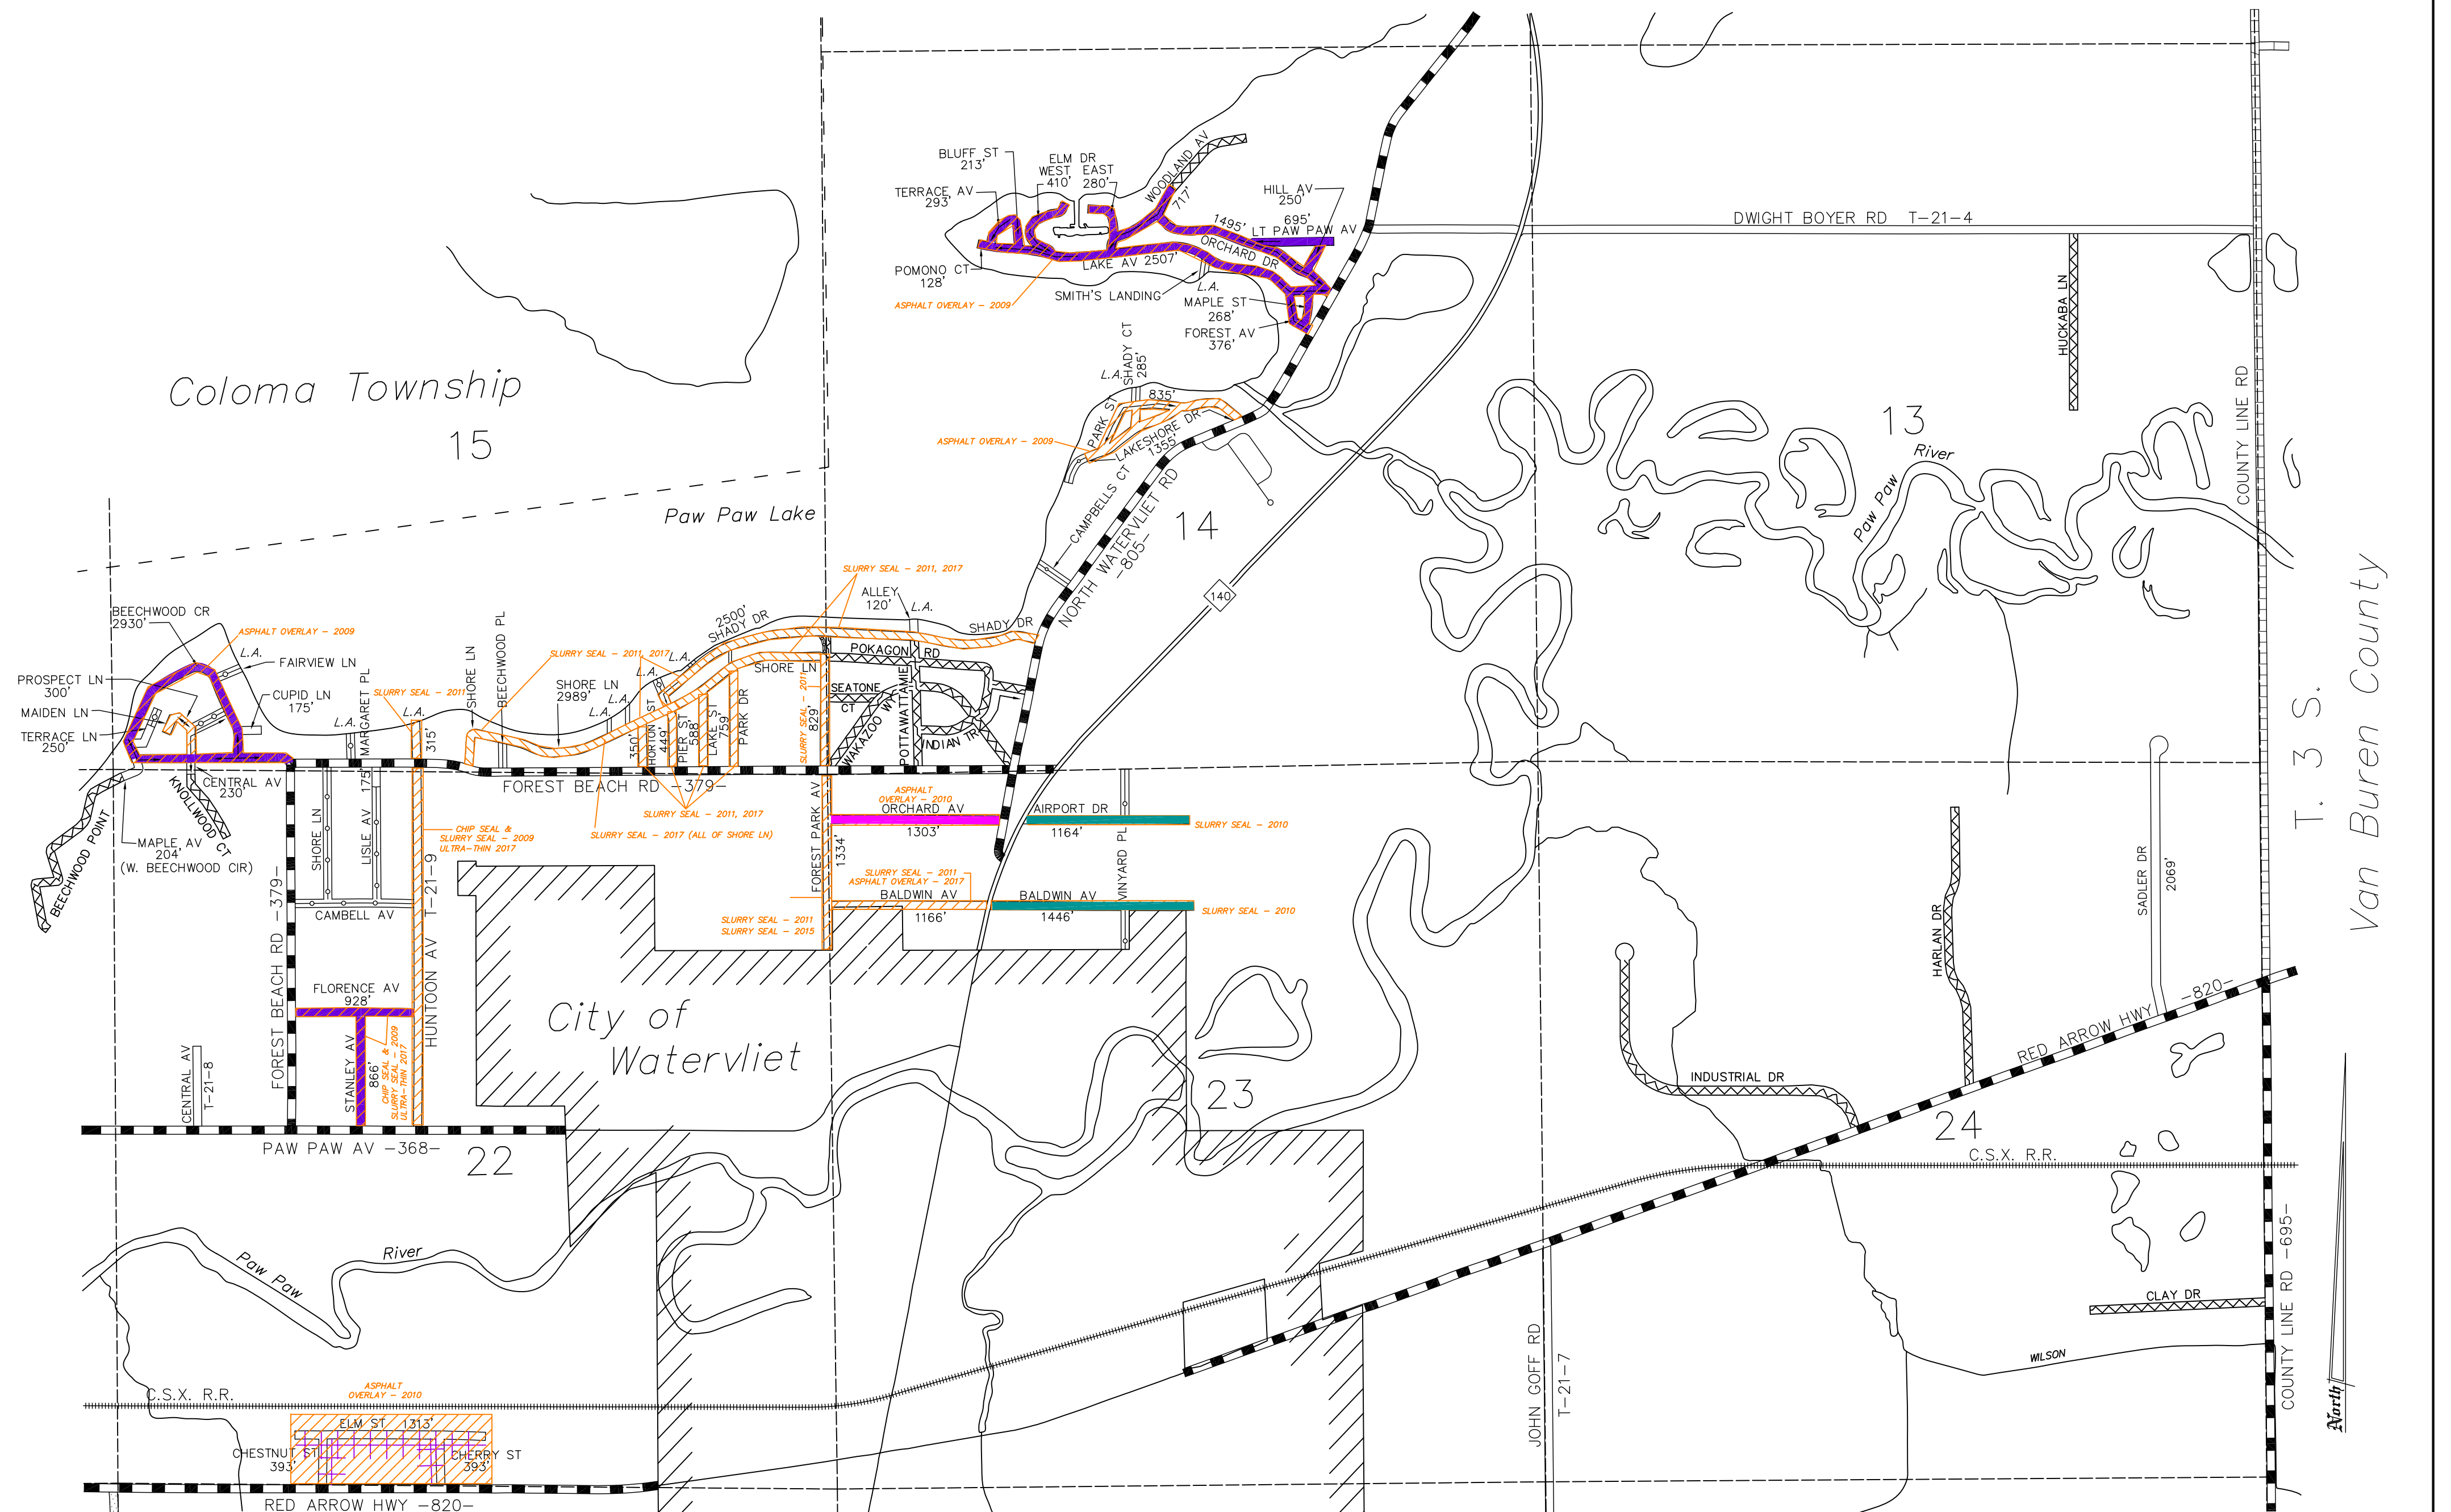 BLUFF ST
213'
ELM DR
WEST EAST
410' 280'
TERRACE AV
293'
WOODLAND AV
717'
HILL AV
250'
1495'
695'
LT PAW PAW AV
ORCHARD DR
DWIGHT BOYER RD T-21-4
POMONO CT
128'
LAKE AV 2507'
SMITH'S LANDING
L.A.
ASPHALT OVERLAY - 2009
MAPLE ST
268'
FOREST AV
376'
HUCKABA LN
COUNTY LINE RD
Coloma Township
15
SHADY CT
285'
L.A.
835'
PARK ST
LAKESHORE DR
1355'
ASPHALT OVERLAY - 2009
CAMPBELLS CT
NORTH WATERVLIET RD
-805-
14
13
Paw Paw
River
Paw Paw Lake
140
T. 3 S.
Van Buren County
SLURRY SEAL - 2011, 2017
ALLEY
120'
L.A.
2500'
SHADY DR
SHADY DR
BEECHWOOD CR
2930'
ASPHALT OVERLAY - 2009
L.A.
FAIRVIEW LN
PROSPECT LN
300'
CUPID LN
175'
MAIDEN LN
TERRACE LN
250'
MARGARET PL
L.A.
SLURRY SEAL - 2011
L.A.
315'
SHORE LN
BEECHWOOD PL
SLURRY SEAL - 2011, 2017
SHORE LN
2989'
L.A.
L.A.
L.A.
L.A.
350'
HORTON ST
449'
PIER ST
588'
LAKE ST
759'
PARK DR
SHORE LN
SLURRY SEAL - 2011
829'
POKAGON RD
SEATONE
CT
WAKAZOO WY
POTTAWATTAMIE
INDIAN TR
FOREST BEACH RD -379-
CENTRAL AV
230'
KNOLLWOOD CT
BEECHWOOD POINT
MAPLE AV
204'
(W. BEECHWOOD CIR)
SHORE LN
LISLE AV
175'
CHIP SEAL &
SLURRY SEAL - 2009
ULTRA-THIN 2017
SLURRY SEAL - 2011, 2017
SLURRY SEAL - 2017 (ALL OF SHORE LN)
FOREST PARK AV
1334'
ASPHALT
OVERLAY - 2010
ORCHARD AV
1303'
AIRPORT DR
1164'
SLURRY SEAL - 2010
VINYARD PL
SLURRY SEAL - 2011
ASPHALT OVERLAY - 2017
BALDWIN AV
1166'
BALDWIN AV
1446'
SLURRY SEAL - 2010
SLURRY SEAL - 2011
SLURRY SEAL - 2015
CAMBELL AV
FOREST BEACH RD -379-
HUNTOON AV T-21-9
FLORENCE AV
928'
STANLEY AV
866'
CHIP SEAL &
SLURRY SEAL - 2009
ULTRA-THIN 2017
CENTRAL AV
T-21-8
PAW PAW AV -368-
22
City of
Watervliet
23
SADLER DR
2069'
HARLAN DR
INDUSTRIAL DR
RED ARROW HWY -820-
24
C.S.X. R.R.
Paw Paw
River
COUNTY LINE RD -695-
CLAY DR
WILSON
JOHN GOFF RD
T-21-7
North
C.S.X. R.R.
ASPHALT
OVERLAY - 2010
ELM ST 1313'
CHESTNUT ST
393'
CHERRY ST
393'
RED ARROW HWY -820-